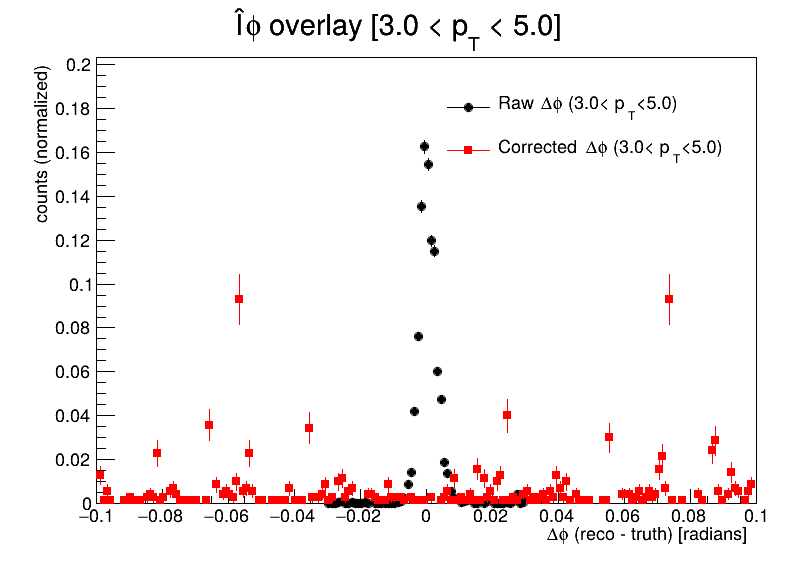 Îϕ overlay [3.0 < p_T < 5.0]
counts (normalized)
0.2
0.18
0.16
0.14
0.12
0.1
0.08
0.06
0.04
0.02
0
Raw Δϕ (3.0< p_T<5.0)
Corrected Δϕ (3.0< p_T<5.0)
−0.1 −0.08 −0.06 −0.04 −0.02 0 0.02 0.04 0.06 0.08 0.1
Δϕ (reco - truth) [radians]